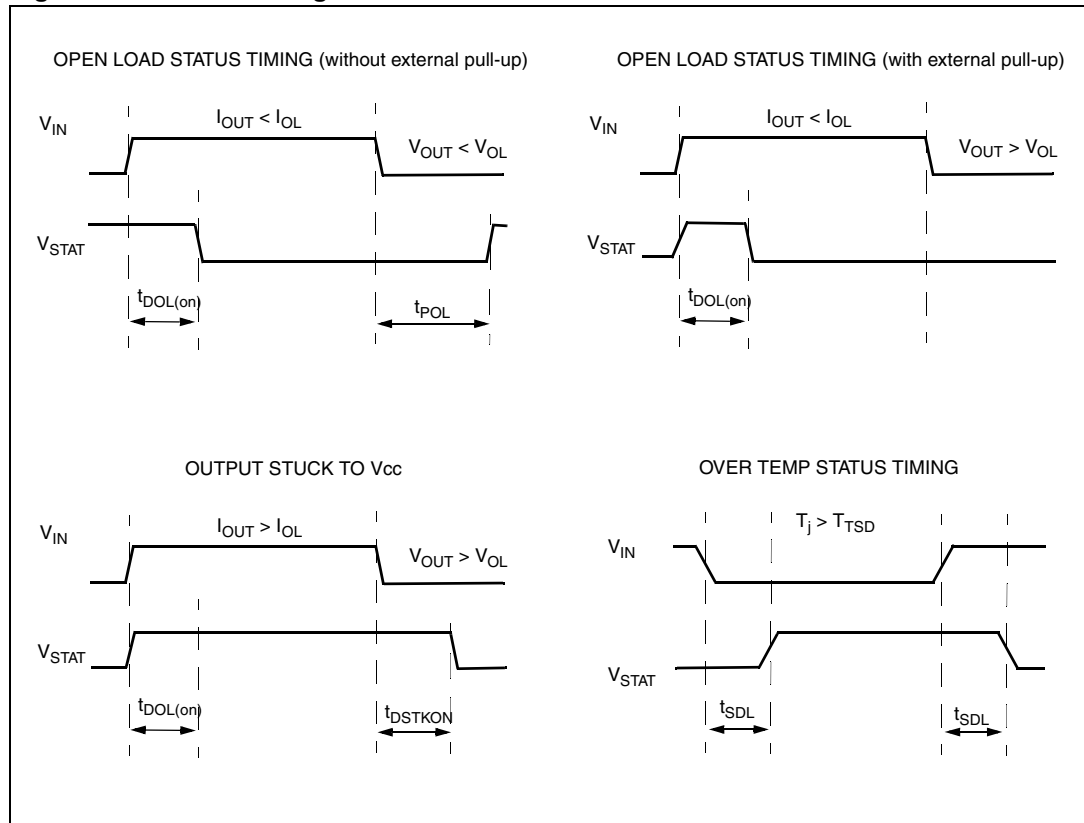 OPEN LOAD STATUS TIMING (without external pull-up)
V_IN
I_OUT < I_OL
V_OUT < V_OL
V_STAT
t_DOL(on)
t_POL
OPEN LOAD STATUS TIMING (with external pull-up)
V_IN
I_OUT < I_OL
V_OUT > V_OL
V_STAT
t_DOL(on)
OUTPUT STUCK TO Vcc
V_IN
I_OUT > I_OL
V_OUT > V_OL
V_STAT
t_DOL(on)
t_DSTKON
OVER TEMP STATUS TIMING
T_j > T_TSD
V_IN
V_STAT
t_SDL
t_SDL